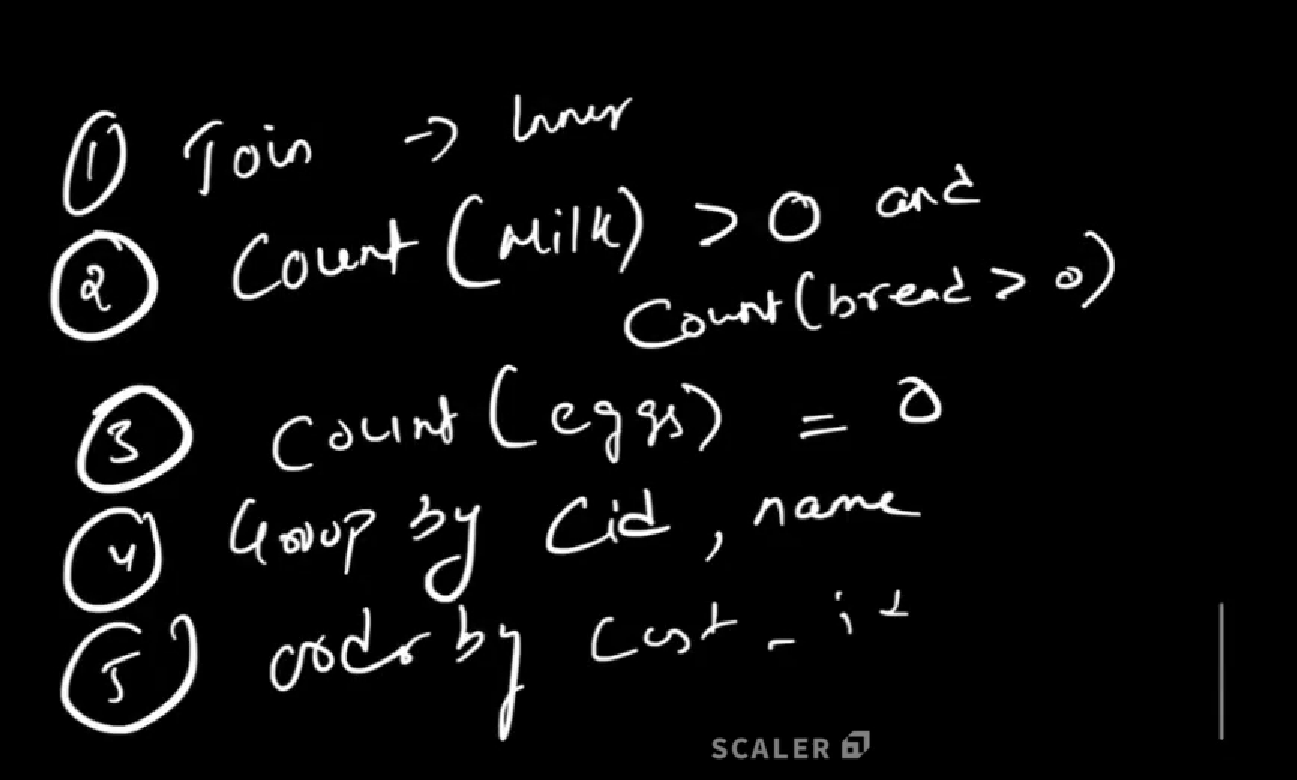 ① Join → Inner
② Count (Milk) > 0 and
Count (bread > 0)
③ Count (eggs) = 0
④ Group by Cid, name
⑤ order by Cust_id
SCALER